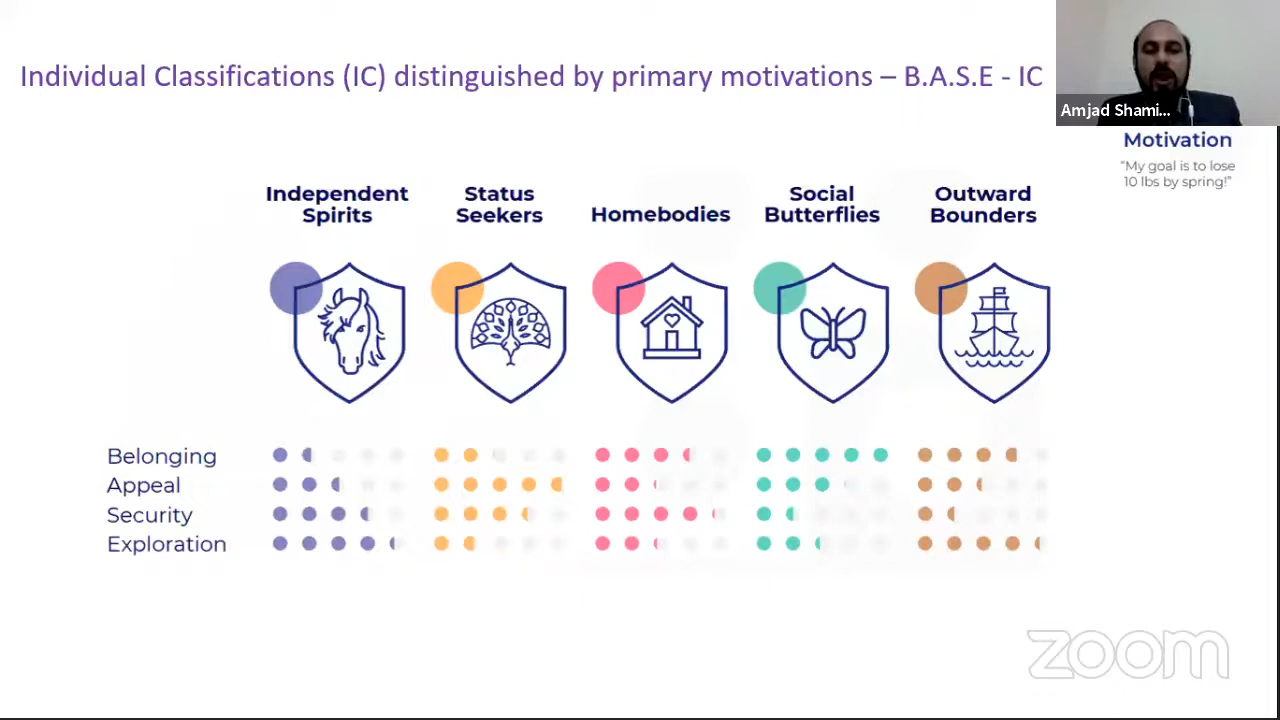 Individual Classifications (IC) distinguished by primary motivations – B.A.S.E - IC
Amjad Shami...
Motivation
“My goal is to lose
10 lbs by spring!”
Independent
Spirits
Status
Seekers
Homebodies
Social
Butterflies
Outward
Bounders
Belonging
Appeal
Security
Exploration
zoom